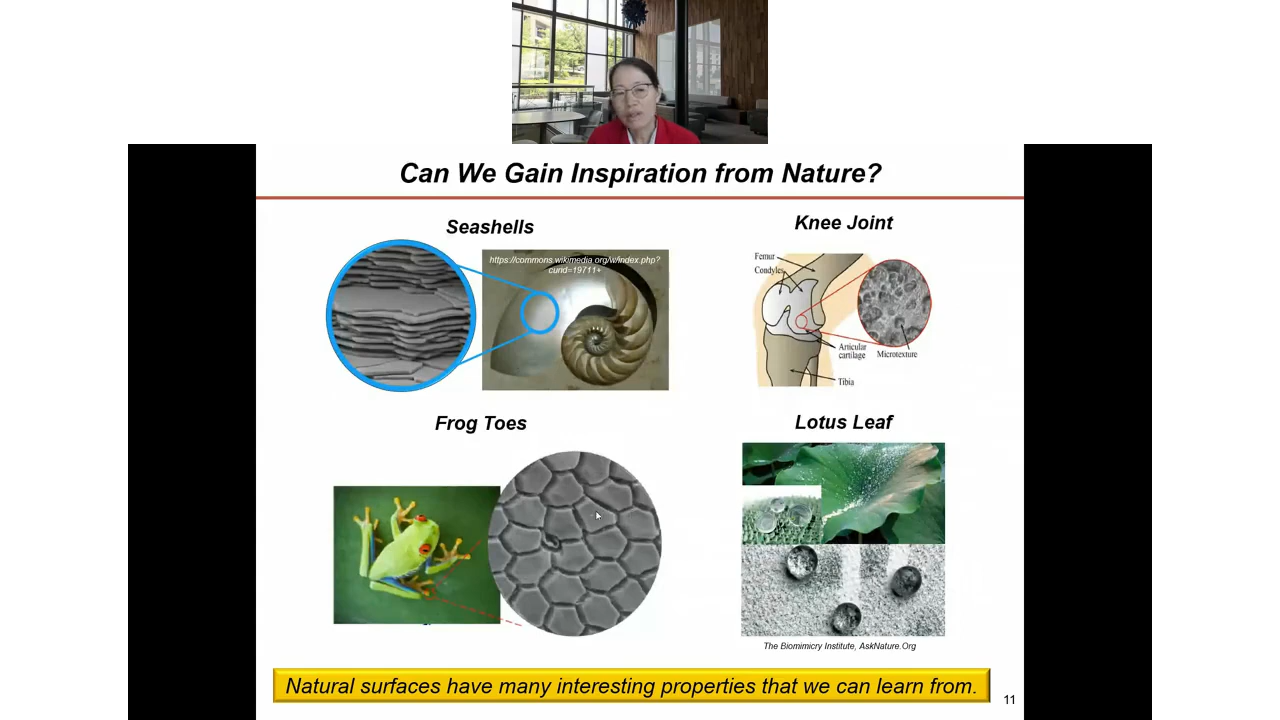 Can We Gain Inspiration from Nature?
Seashells
https://commons.wikimedia.org/w/index.php?
curid=19711+
Knee Joint
Femur
Condyles
Articular
cartilage
Microtexture
Tibia
Frog Toes
Lotus Leaf
The Biomimicry Institute, AskNature.Org
Natural surfaces have many interesting properties that we can learn from.
11